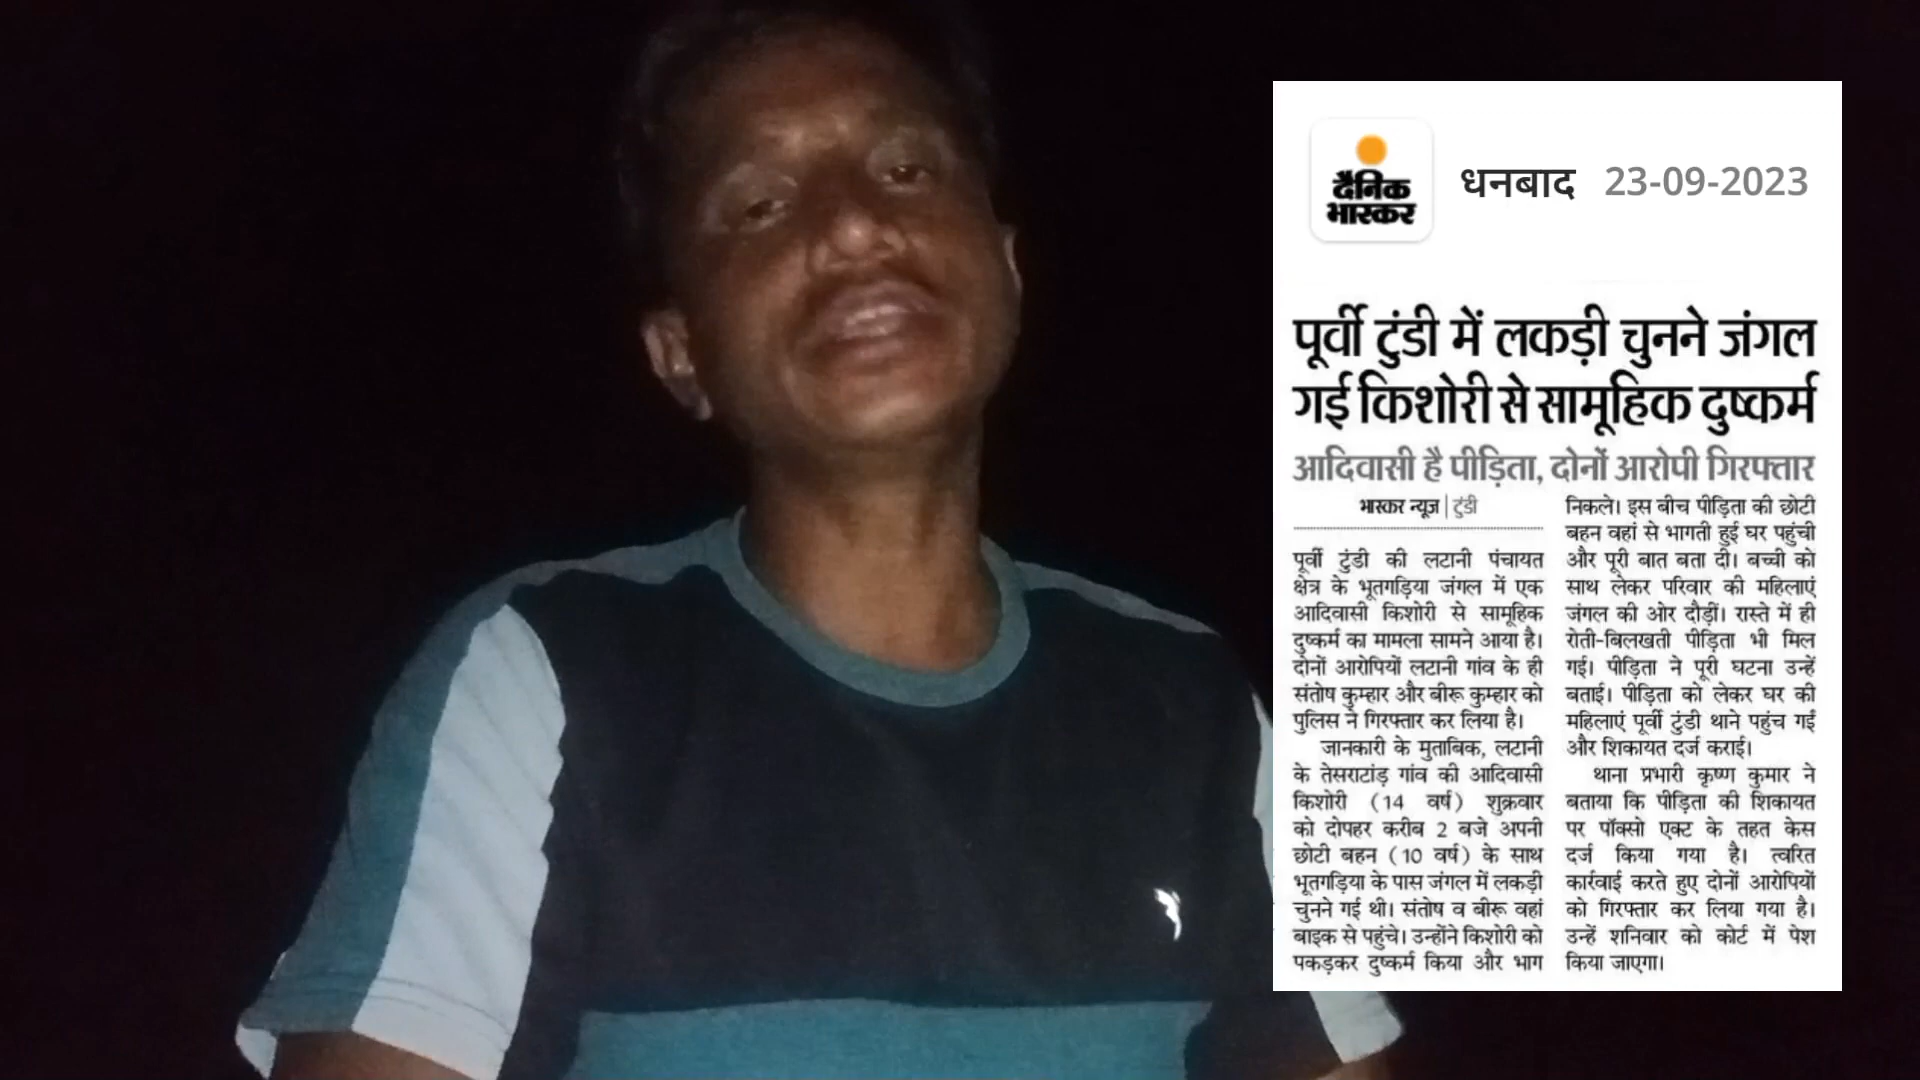 दैनिक
भास्कर
धनबाद 23-09-2023
पूर्वी टुंडी में लकड़ी चुनने जंगल
गई किशोरी से सामूहिक दुष्कर्म
आदिवासी है पीड़िता, दोनों आरोपी गिरफ्तार
भास्कर न्यूज | टुंडी
पूर्वी टुंडी की लटानी पंचायत
क्षेत्र के भूतगड़िया जंगल में एक
आदिवासी किशोरी से सामूहिक
दुष्कर्म का मामला सामने आया है।
दोनों आरोपियों लटानी गांव के ही
संतोष कुम्हार और बीरू कुम्हार को
पुलिस ने गिरफ्तार कर लिया है।
जानकारी के मुताबिक, लटानी
के तेसराटांड़ गांव की आदिवासी
किशोरी (14 वर्ष) शुक्रवार
को दोपहर करीब 2 बजे अपनी
छोटी बहन (10 वर्ष) के साथ
भूतगड़िया के पास जंगल में लकड़ी
चुनने गई थी। संतोष व बीरू वहां
बाइक से पहुंचे। उन्होंने किशोरी को
पकड़कर दुष्कर्म किया और भाग
निकले। इस बीच पीड़िता की छोटी
बहन वहां से भागती हुई घर पहुंची
और पूरी बात बता दी। बच्ची को
साथ लेकर परिवार की महिलाएं
जंगल की ओर दौड़ीं। रास्ते में ही
रोती-बिलखती पीड़िता भी मिल
गई। पीड़िता ने पूरी घटना उन्हें
बताई। पीड़िता को लेकर घर की
महिलाएं पूर्वी टुंडी थाने पहुंच गईं
और शिकायत दर्ज कराई।
थाना प्रभारी कृष्ण कुमार ने
बताया कि पीड़िता की शिकायत
पर पॉक्सो एक्ट के तहत केस
दर्ज किया गया है। त्वरित
कार्रवाई करते हुए दोनों आरोपियों
को गिरफ्तार कर लिया गया है।
उन्हें शनिवार को कोर्ट में पेश
किया जाएगा।